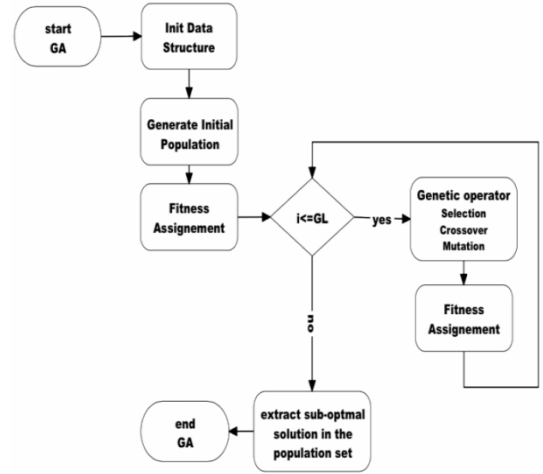 start
GA
Init Data
Structure
Generate Initial
Population
Fitness
Assignement
i<=GL
yes
Genetic operator
Selection
Crossover
Mutation
Fitness
Assignement
no
extract sub-optmal
solution in the
population set
end
GA